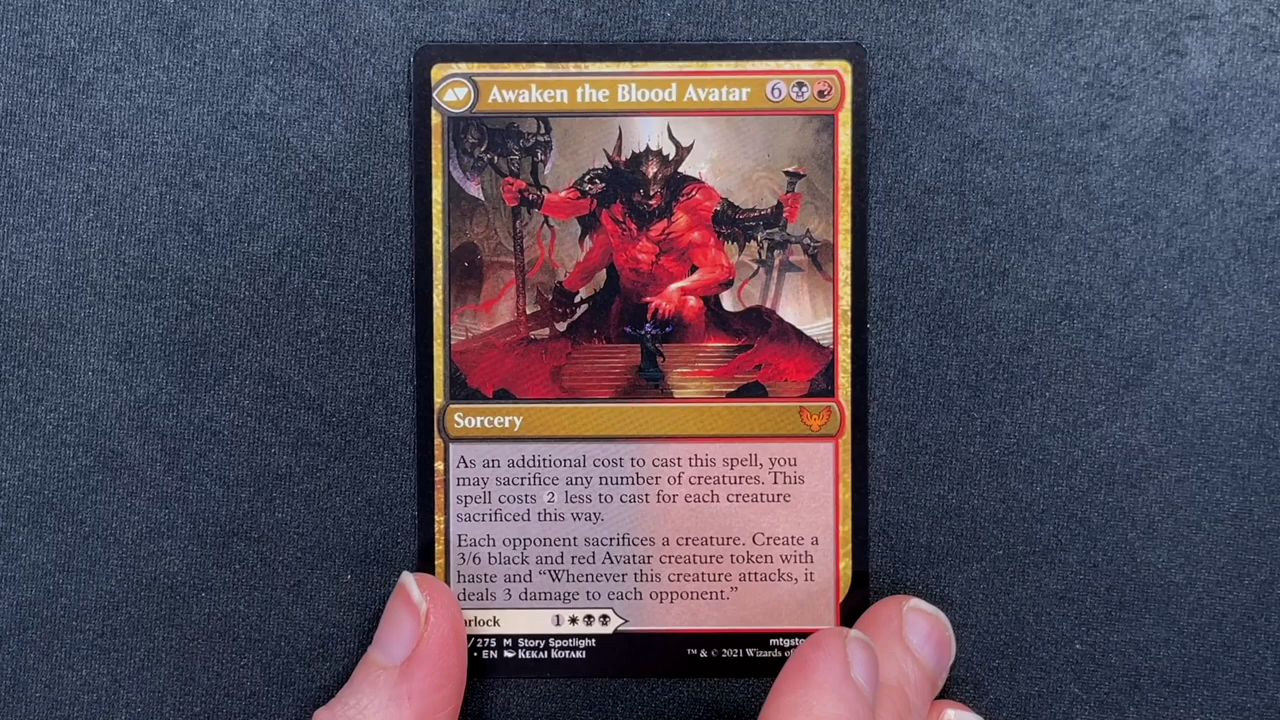 Awaken the Blood Avatar 6
Sorcery
As an additional cost to cast this spell, you
may sacrifice any number of creatures. This
spell costs 2 less to cast for each creature
sacrificed this way.
Each opponent sacrifices a creature. Create a
3/6 black and red Avatar creature token with
haste and “Whenever this creature attacks, it
deals 3 damage to each opponent.”
1
/275 M Story Spotlight
• EN Kekai Kotaki
™ & © 2021 Wizards of